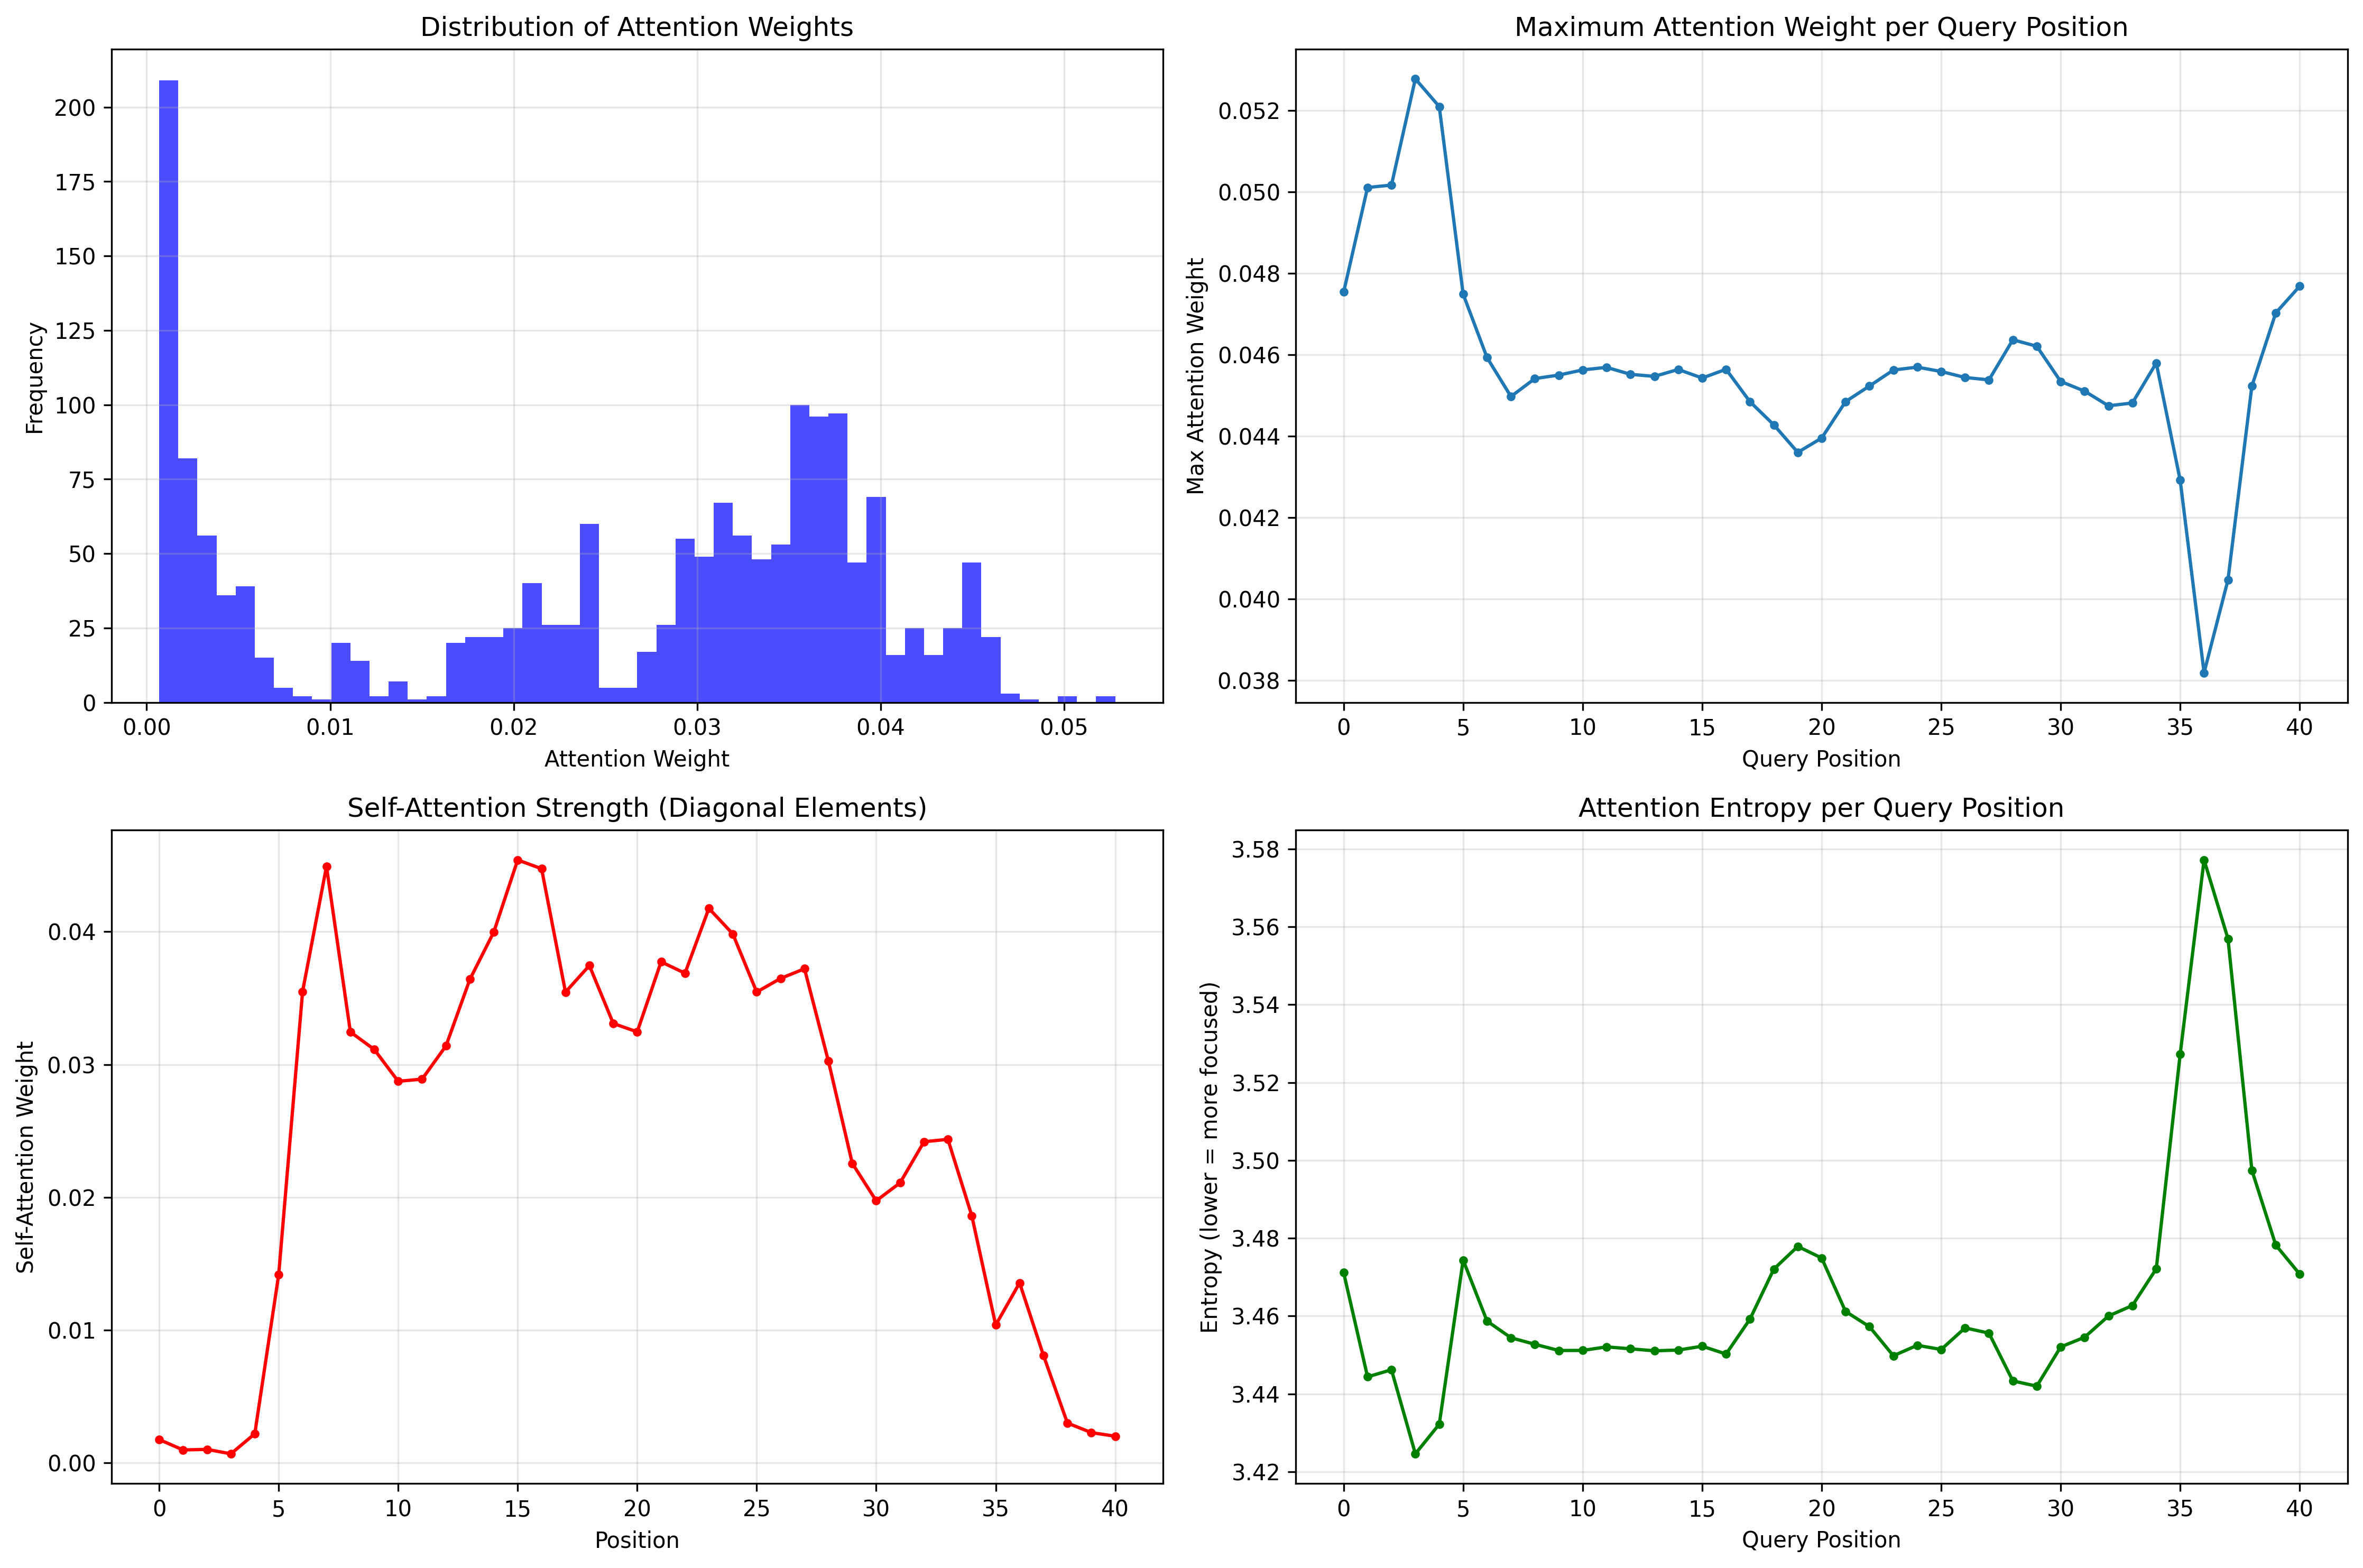 Distribution of Attention Weights
Frequency
200
175
150
125
100
75
50
25
0
0.00 0.01 0.02 0.03 0.04 0.05
Attention Weight
Maximum Attention Weight per Query Position
Max Attention Weight
0.052
0.050
0.048
0.046
0.044
0.042
0.040
0.038
0 5 10 15 20 25 30 35 40
Query Position
Self-Attention Strength (Diagonal Elements)
Self-Attention Weight
0.04
0.03
0.02
0.01
0.00
0 5 10 15 20 25 30 35 40
Position
Attention Entropy per Query Position
Entropy (lower = more focused)
3.58
3.56
3.54
3.52
3.50
3.48
3.46
3.44
3.42
0 5 10 15 20 25 30 35 40
Query Position